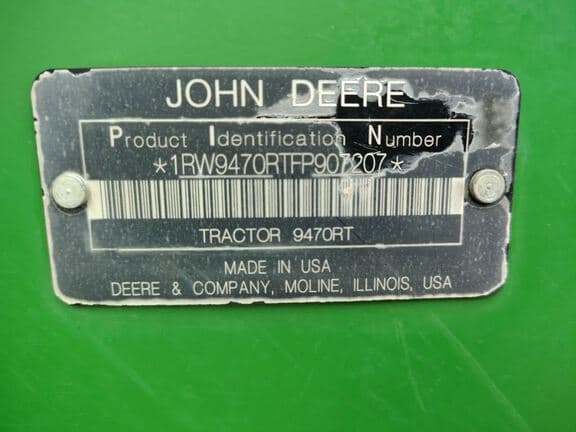 JOHN DEERE
Product Identification Number
*1RW9470RTFP907207*
TRACTOR 9470RT
MADE IN USA
DEERE & COMPANY, MOLINE, ILLINOIS, USA